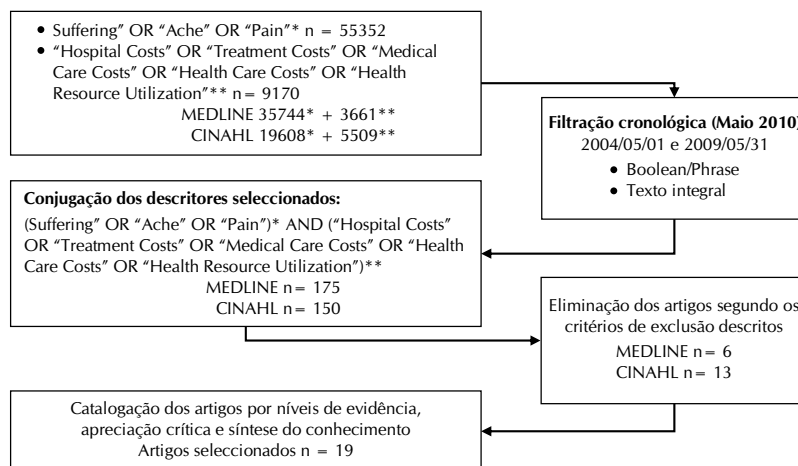 • Suffering” OR “Ache” OR “Pain”* n = 55352
• “Hospital Costs” OR “Treatment Costs” OR “Medical
Care Costs” OR “Health Care Costs” OR “Health
Resource Utilization”** n= 9170
MEDLINE 35744* + 3661**
CINAHL 19608* + 5509**
Filtração cronológica (Maio 2010)
2004/05/01 e 2009/05/31
• Boolean/Phrase
• Texto integral
Conjugação dos descritores seleccionados:
(Suffering” OR “Ache” OR “Pain”)* AND (“Hospital Costs”
OR “Treatment Costs” OR “Medical Care Costs” OR “Health
Care Costs” OR “Health Resource Utilization”)**
MEDLINE n= 175
CINAHL n= 150
Eliminação dos artigos segundo os
critérios de exclusão descritos
MEDLINE n= 6
CINAHL n= 13
Catalogação dos artigos por níveis de evidência,
apreciação crítica e síntese do conhecimento
Artigos seleccionados n = 19